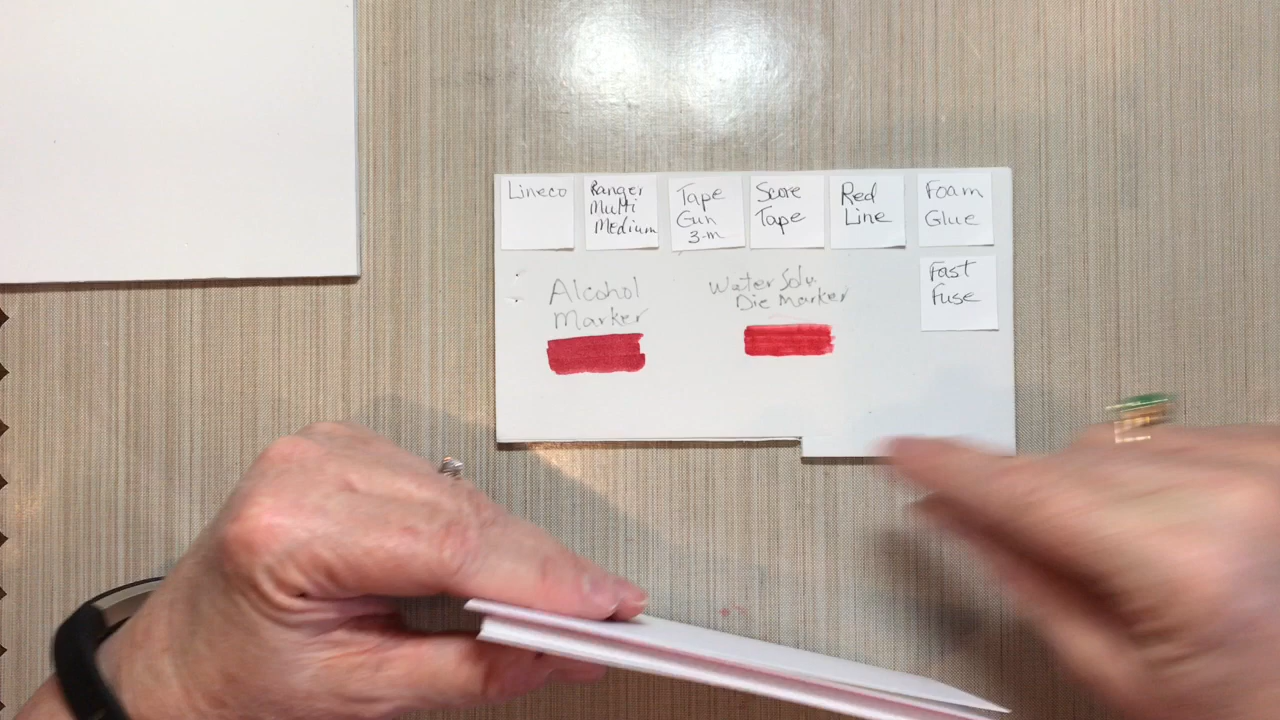 Lineco
Ranger
Multi
Medium
Tape
Gun
3-m
Score
Tape
Red
Line
Foam
Glue
Fast
Fuse
Alcohol
Marker
Water Solu
Die Marker